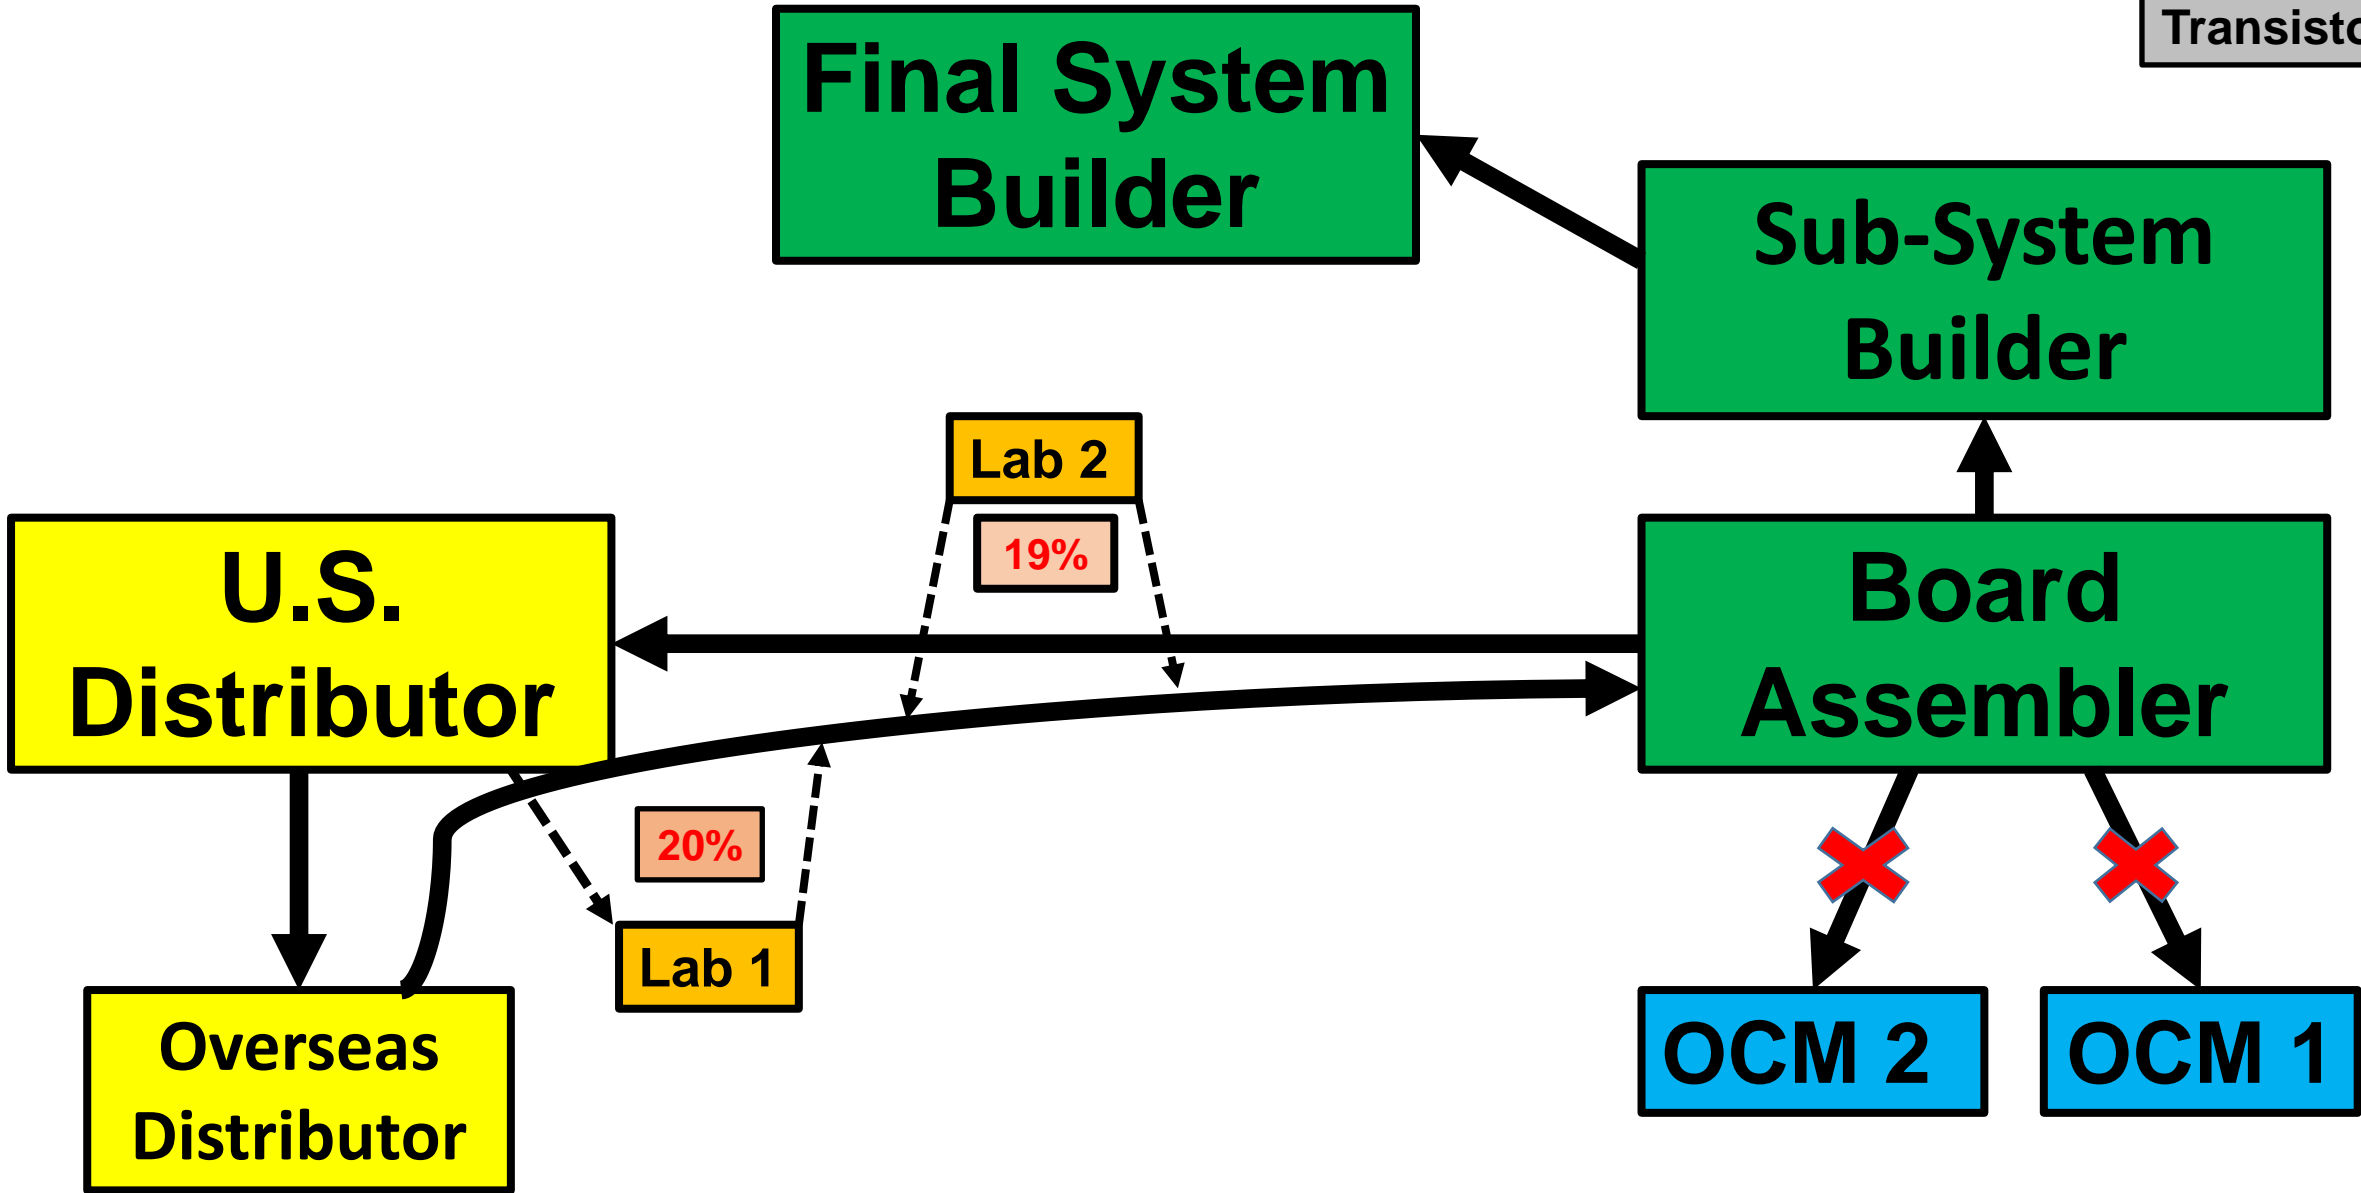 Transisto
Final System
Builder
Sub-System
Builder
Lab 2
19%
U.S.
Distributor
Board
Assembler
20%
Lab 1
Overseas
Distributor
OCM 2
OCM 1